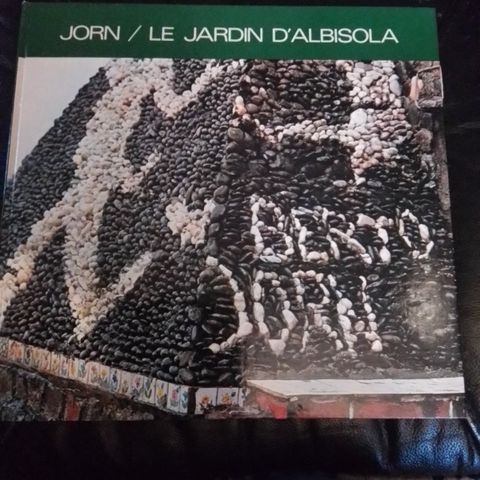 JORN / LE JARDIN D'ALBISOLA